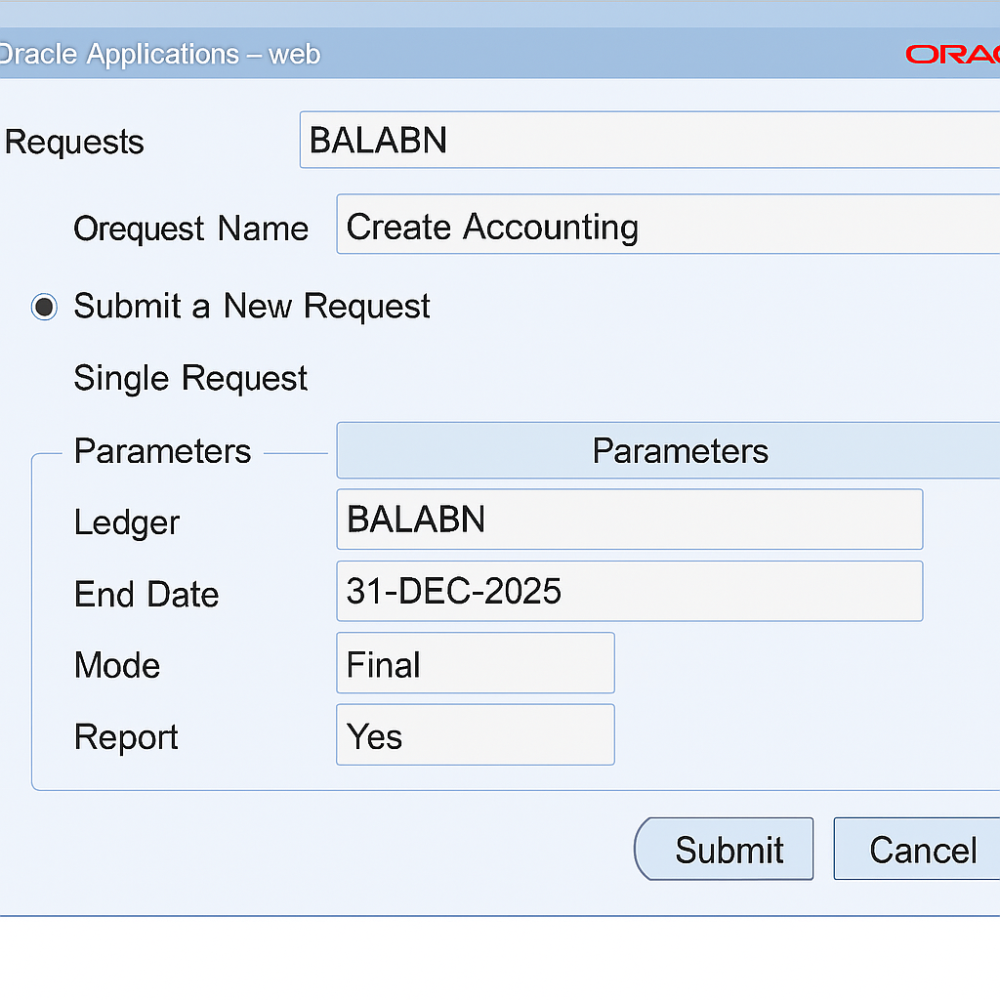 Oracle Applications – web ORAC
Requests BALABN
Orequest Name Create Accounting
Submit a New Request
Single Request
Parameters Parameters
Ledger BALABN
End Date 31-DEC-2025
Mode Final
Report Yes
Submit Cancel